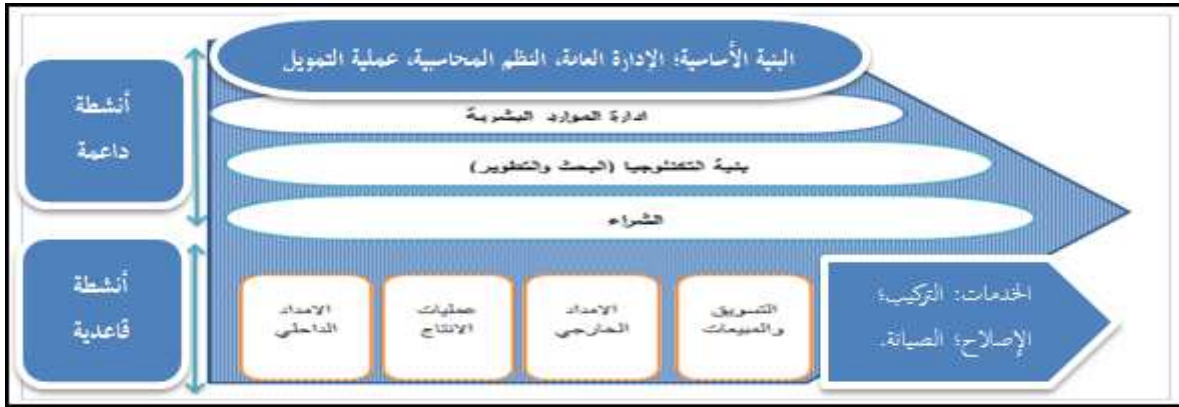 البنية الأساسية؛ الإدارة العامة، النظم المحاسبية، عملية التمويل
أنشطة
داعمة
ادارة الموارد البشرية
بنية التكنلوجيا (البحث والتطوير)
الشراء
أنشطة
قاعدية
الامداد
الداخلي
عمليات
الانتاج
الامداد
الخارجي
التسويق
والمبيعات
الخدمات: التركيب؛
الإصلاح؛ الصيانة.